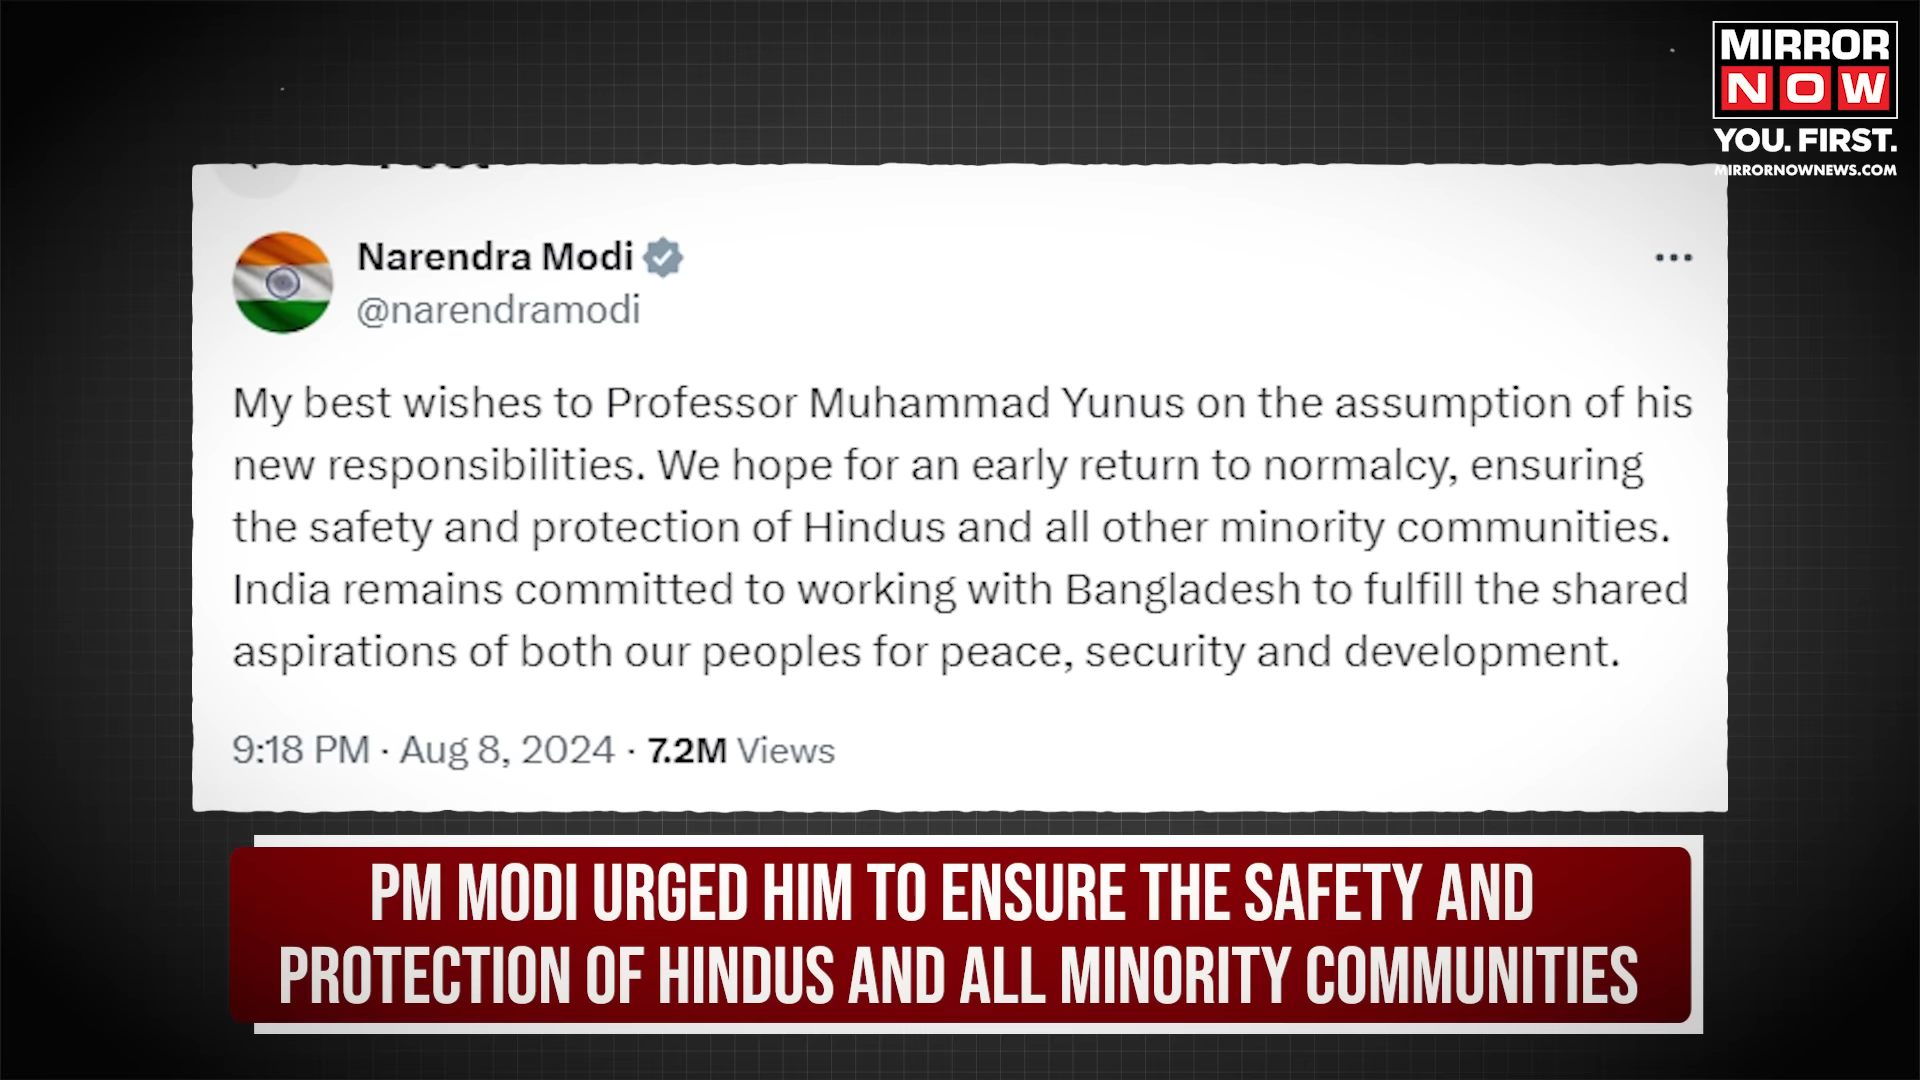 MIRROR
NOW
YOU. FIRST.
MIRRORNOWNEWS.COM
Narendra Modi
@narendramodi
My best wishes to Professor Muhammad Yunus on the assumption of his
new responsibilities. We hope for an early return to normalcy, ensuring
the safety and protection of Hindus and all other minority communities.
India remains committed to working with Bangladesh to fulfill the shared
aspirations of both our peoples for peace, security and development.
9:18 PM · Aug 8, 2024 · 7.2M Views
PM MODI URGED HIM TO ENSURE THE SAFETY AND
PROTECTION OF HINDUS AND ALL MINORITY COMMUNITIES